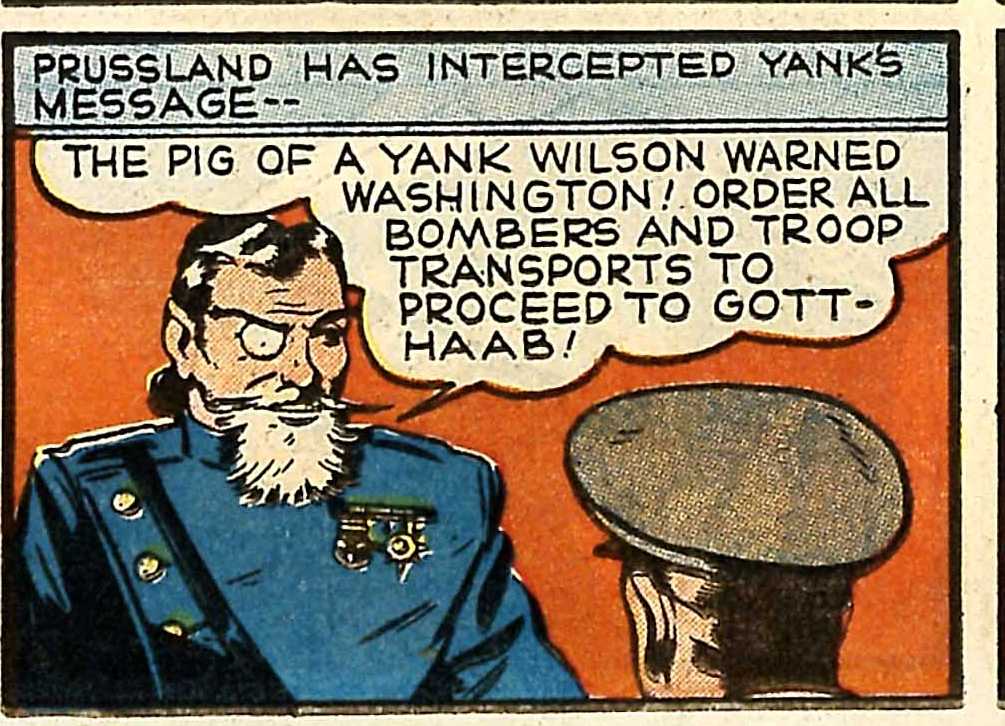 PRUSSLAND HAS INTERCEPTED YANK'S
MESSAGE--
THE PIG OF A YANK WILSON WARNED
WASHINGTON! ORDER ALL
BOMBERS AND TROOP
TRANSPORTS TO
PROCEED TO GOTT-
HAAB!